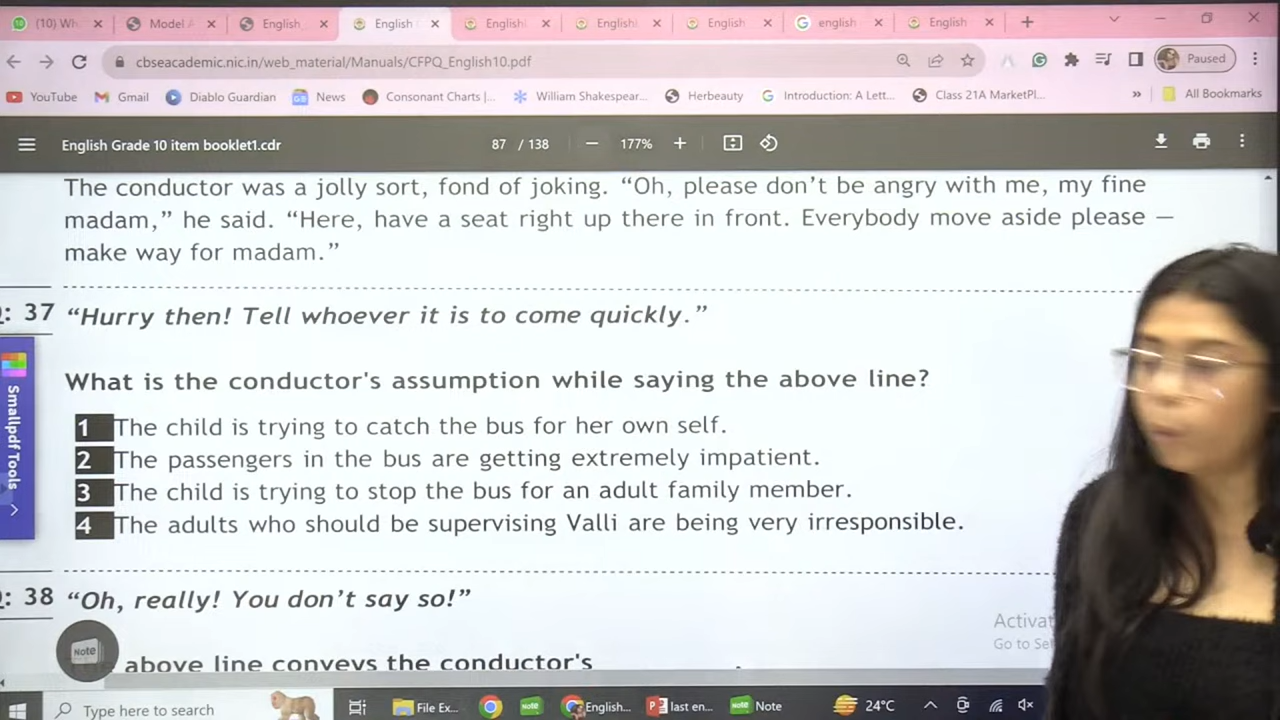 (10) Wh
Model A
English_
English
English
English
English
english
English
cbseacademic.nic.in/web_material/Manuals/CFPQ_English10.pdf
Paused
YouTube
Gmail
Diablo Guardian
News
Consonant Charts |...
William Shakespear...
Herbeauty
Introduction: A Lett...
Class 21A MarketPl...
»
All Bookmarks
English Grade 10 item booklet1.cdr
87 / 138
177%
The conductor was a jolly sort, fond of joking. “Oh, please don’t be angry with me, my fine
madam,” he said. “Here, have a seat right up there in front. Everybody move aside please —
make way for madam.”
: 37 “Hurry then! Tell whoever it is to come quickly.”
What is the conductor's assumption while saying the above line?
1 The child is trying to catch the bus for her own self.
2 The passengers in the bus are getting extremely impatient.
3 The child is trying to stop the bus for an adult family member.
4 The adults who should be supervising Valli are being very irresponsible.
Smallpdf Tools
: 38 “Oh, really! You don’t say so!”
Activat
Go to Se
Note
above line conveys the conductor's
Type here to search
File Ex...
Note
English...
last en...
Note
Note
24°C